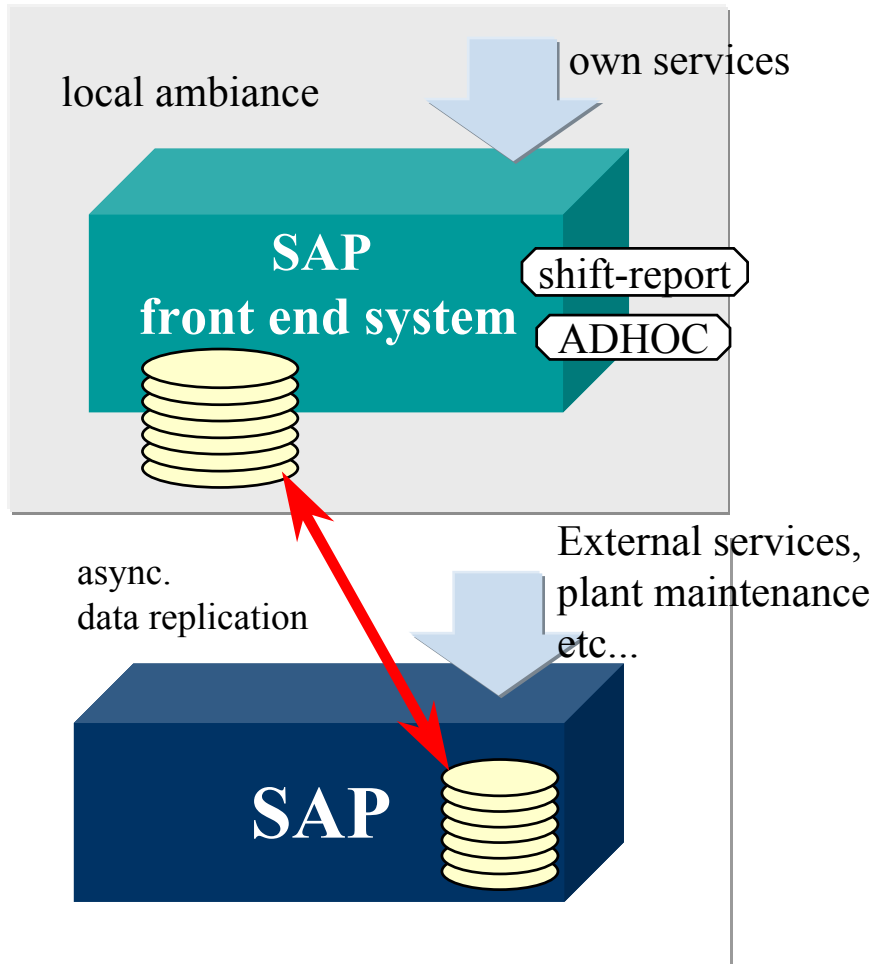 own services
local ambiance
SAP
front end system
shift-report
ADHOC
External services,
plant maintenance
etc...
async.
data replication
SAP